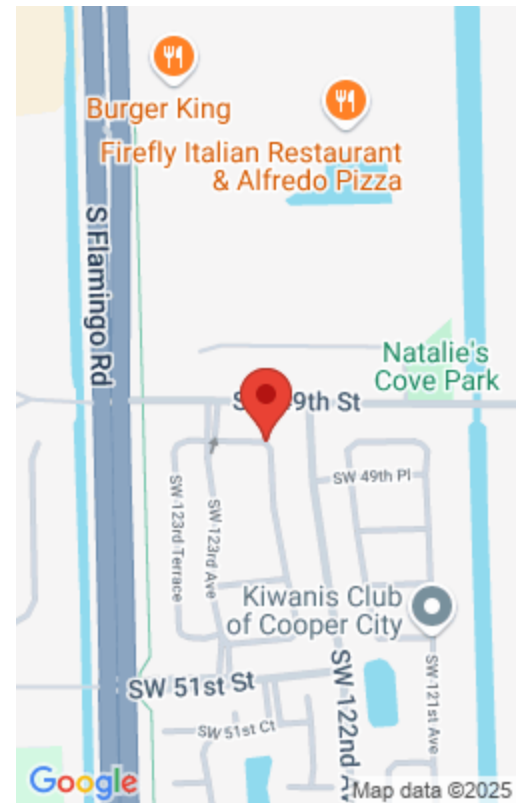 Burger King
Firefly Italian Restaurant
& Alfredo Pizza
S Flamingo Rd
Natalie's
Cove Park
9th St
SW 49th Pl
SW 123rd Terrace
SW 123rd Ave
Kiwanis Club
of Cooper City
SW 51st St
SW 122nd A
SW 121st Ave
SW 51st Ct
Google
Map data ©2025